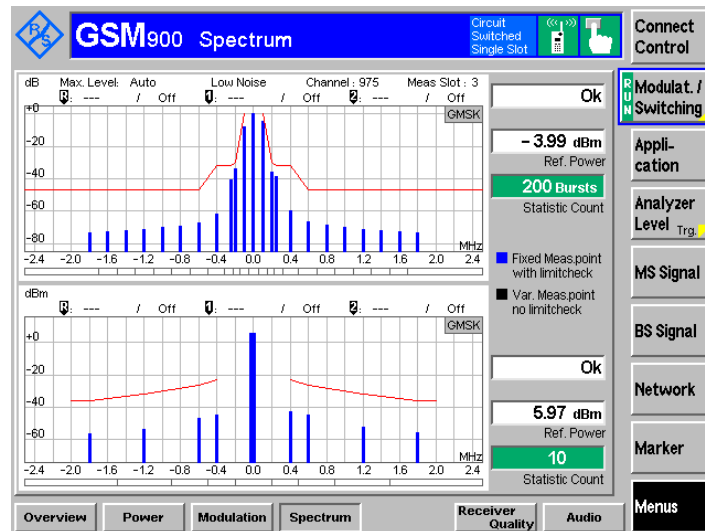 R&S
GSM900 Spectrum
Circuit
Switched
Single Slot
Connect
Control
dB Max. Level: Auto Low Noise Channel : 975 Meas Slot : 3
R: --- / Off 1: --- / Off 2: --- / Off
GMSK
+0
-20
-40
-60
-80
MHz
-2.4 -2.0 -1.6 -1.2 -0.8 -0.4 0.0 0.4 0.8 1.2 1.6 2.0 2.4
Ok
-3.99 dBm
Ref. Power
200 Bursts
Statistic Count
Fixed Meas.point
with limitcheck
Var. Meas.point
no limitcheck
dBm
R: --- / Off 1: --- / Off 2: --- / Off
GMSK
+0
-20
-40
-60
MHz
-2.4 -2.0 -1.6 -1.2 -0.8 -0.4 0.0 0.4 0.8 1.2 1.6 2.0 2.4
Ok
5.97 dBm
Ref. Power
10
Statistic Count
RUN
Modulat. /
Switching
Appli-
cation
Analyzer
Level Trg.
MS Signal
BS Signal
Network
Marker
Menus
Overview Power Modulation Spectrum Receiver Quality Audio